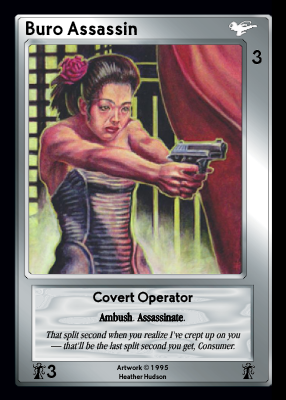 Buro Assassin
3
Covert Operator
Ambush. Assassinate.
That split second when you realize I've crept up on you
— that'll be the last split second you get, Consumer.
3
Artwork © 1995
Heather Hudson